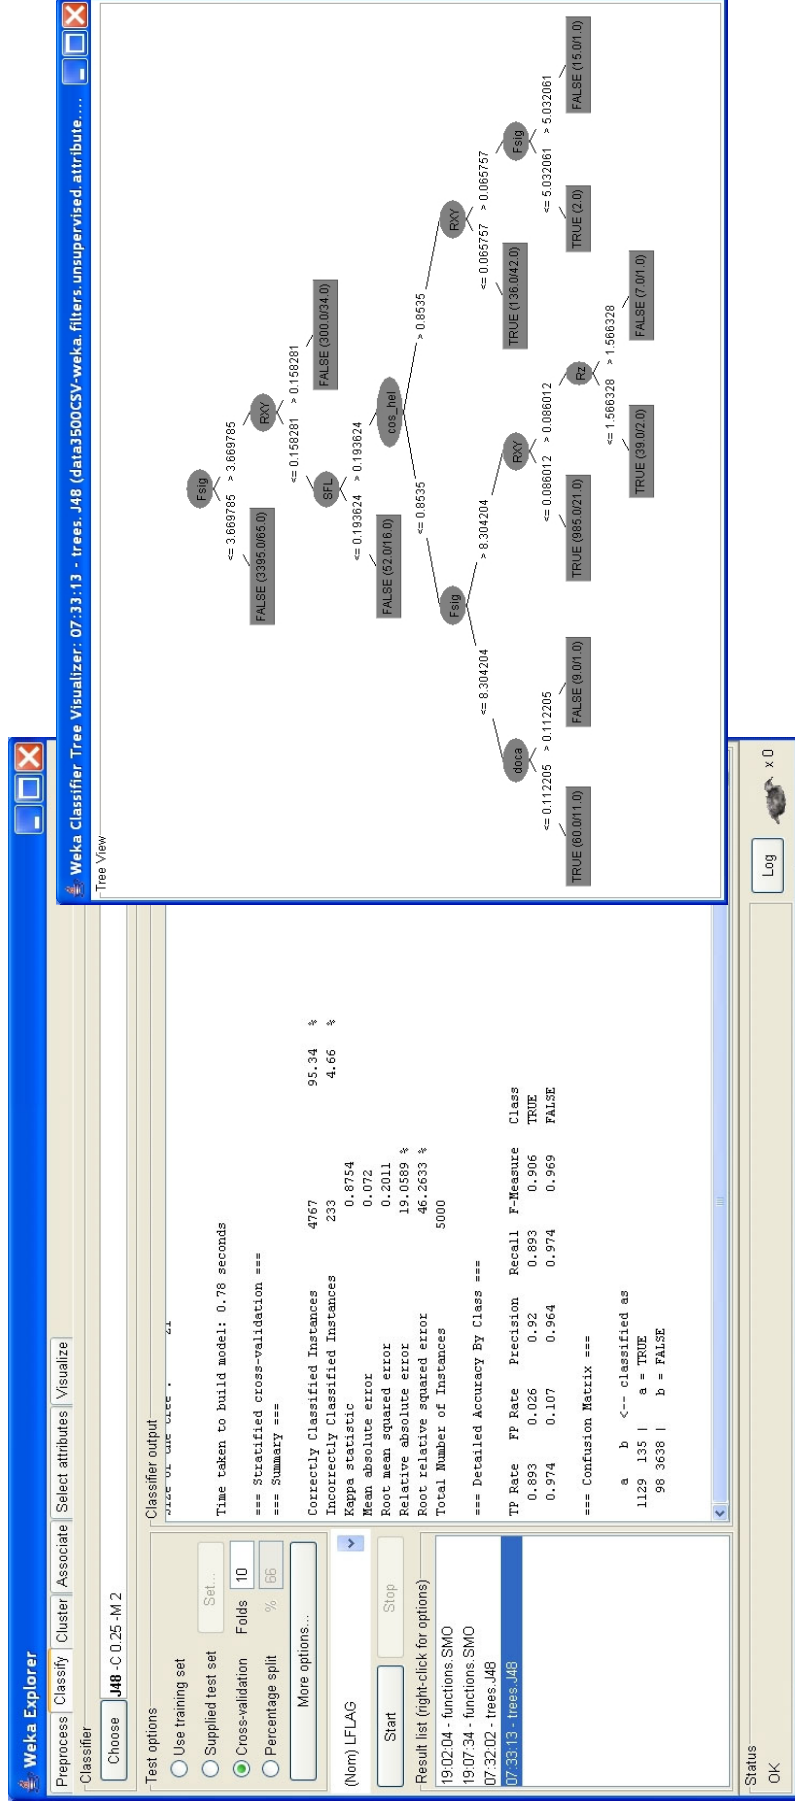 Weka Explorer
Preprocess Classify Cluster Associate Select attributes Visualize
Classifier
Choose J48 -C 0.25 -M 2
Test options
Use training set
Supplied test set Set...
Cross-validation Folds 10
Percentage split % 66
More options...
(Nom) LFLAG
Start Stop
Result list (right-click for options)
19:02:04 - functions.SMO
19:07:34 - functions.SMO
07:32:02 - trees.J48
07:33:13 - trees.J48
Classifier output
Size of the tree : 21
Time taken to build model: 0.78 seconds
=== Stratified cross-validation ===
=== Summary ===
Correctly Classified Instances 4767 95.34 %
Incorrectly Classified Instances 233 4.66 %
Kappa statistic 0.8754
Mean absolute error 0.072
Root mean squared error 0.2011
Relative absolute error 19.0589 %
Root relative squared error 46.2633 %
Total Number of Instances 5000
=== Detailed Accuracy By Class ===
TP Rate FP Rate Precision Recall F-Measure Class
0.893 0.026 0.92 0.893 0.906 TRUE
0.974 0.107 0.964 0.974 0.969 FALSE
=== Confusion Matrix ===
a b <-- classified as
1129 135 | a = TRUE
98 3638 | b = FALSE
Status
OK
Log
x 0
Weka Classifier Tree Visualizer: 07:33:13 - trees.J48 (data3500CSV-weka.filters.unsupervised.attribute....
Tree View
Fsig
<= 3.669785 > 3.669785
FALSE (3395.0/65.0) RXY
<= 0.158281 > 0.158281
SFL FALSE (300.0/34.0)
<= 0.193624 > 0.193624
FALSE (52.0/16.0) cos_hel
<= 0.8535 > 0.8535
Fsig RXY
<= 8.304204 > 8.304204 <= 0.065757 > 0.065757
doca RXY TRUE (136.0/42.0) Fsig
<= 0.112205 > 0.112205 <= 0.086012 > 0.086012 <= 5.032061 > 5.032061
TRUE (60.0/11.0) FALSE (9.0/1.0) TRUE (985.0/21.0) Rz TRUE (2.0) FALSE (15.0/1.0)
<= 1.566328 > 1.566328
TRUE (39.0/2.0) FALSE (7.0/1.0)